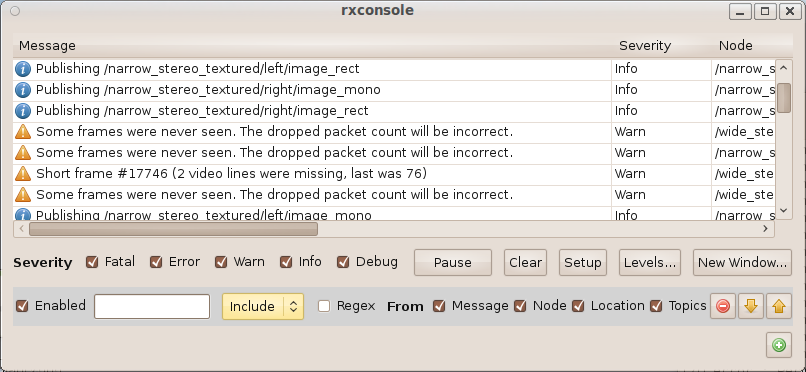 rxconsole
Message Severity Node
Publishing /narrow_stereo_textured/left/image_rect Info /narrow_s
Publishing /narrow_stereo_textured/right/image_mono Info /narrow_s
Publishing /narrow_stereo_textured/right/image_rect Info /narrow_s
Some frames were never seen. The dropped packet count will be incorrect. Warn /wide_ste
Some frames were never seen. The dropped packet count will be incorrect. Warn /narrow_s
Short frame #17746 (2 video lines were missing, last was 76) Warn /wide_ste
Some frames were never seen. The dropped packet count will be incorrect. Warn /wide_ste
Publishing /narrow_stereo_textured/left/image_mono Info /narrow_s
Severity Fatal Error Warn Info Debug Pause Clear Setup Levels... New Window...
Enabled Include Regex From Message Node Location Topics